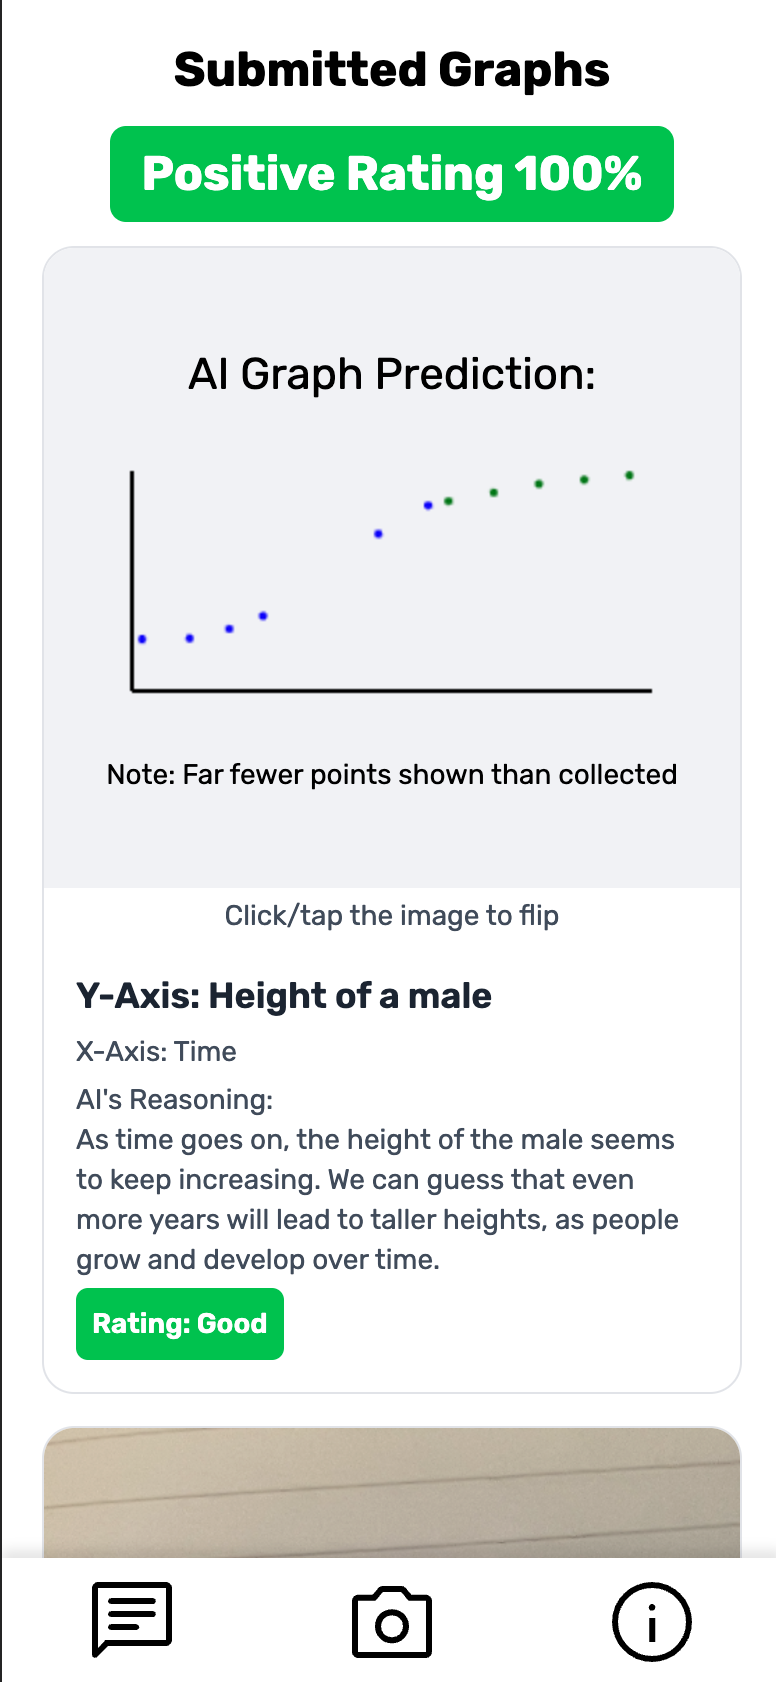 Submitted Graphs
Positive Rating 100%
AI Graph Prediction:
Note: Far fewer points shown than collected
Click/tap the image to flip
Y-Axis: Height of a male
X-Axis: Time
AI's Reasoning:
As time goes on, the height of the male seems
to keep increasing. We can guess that even
more years will lead to taller heights, as people
grow and develop over time.
Rating: Good